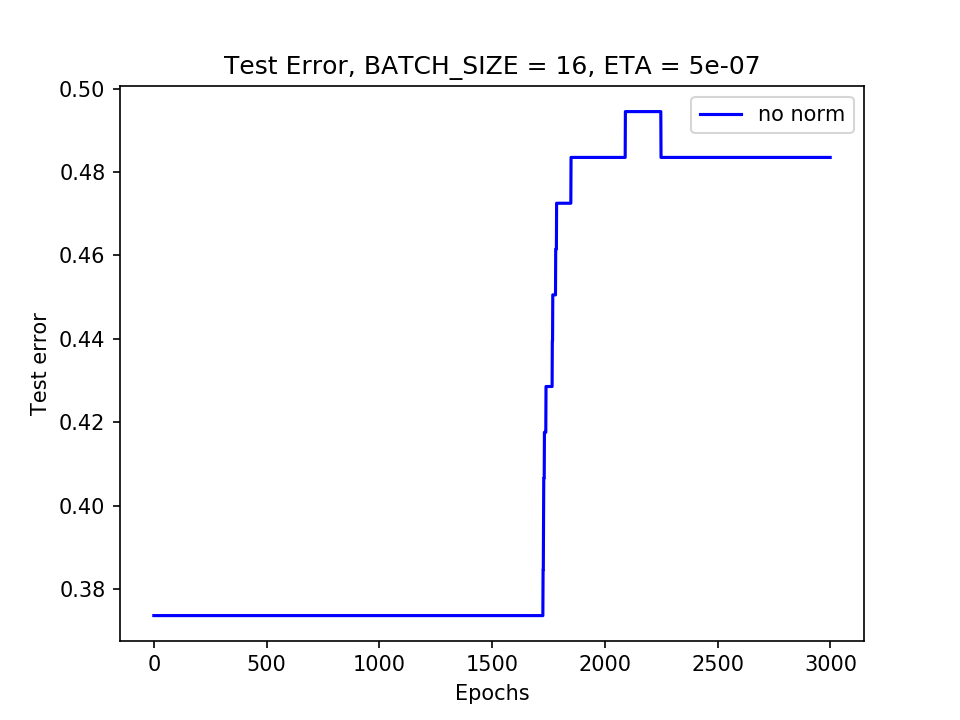 Test Error, BATCH_SIZE = 16, ETA = 5e-07
0.50
0.48
0.46
0.44
0.42
0.40
0.38
Test error
no norm
0 500 1000 1500 2000 2500 3000
Epochs